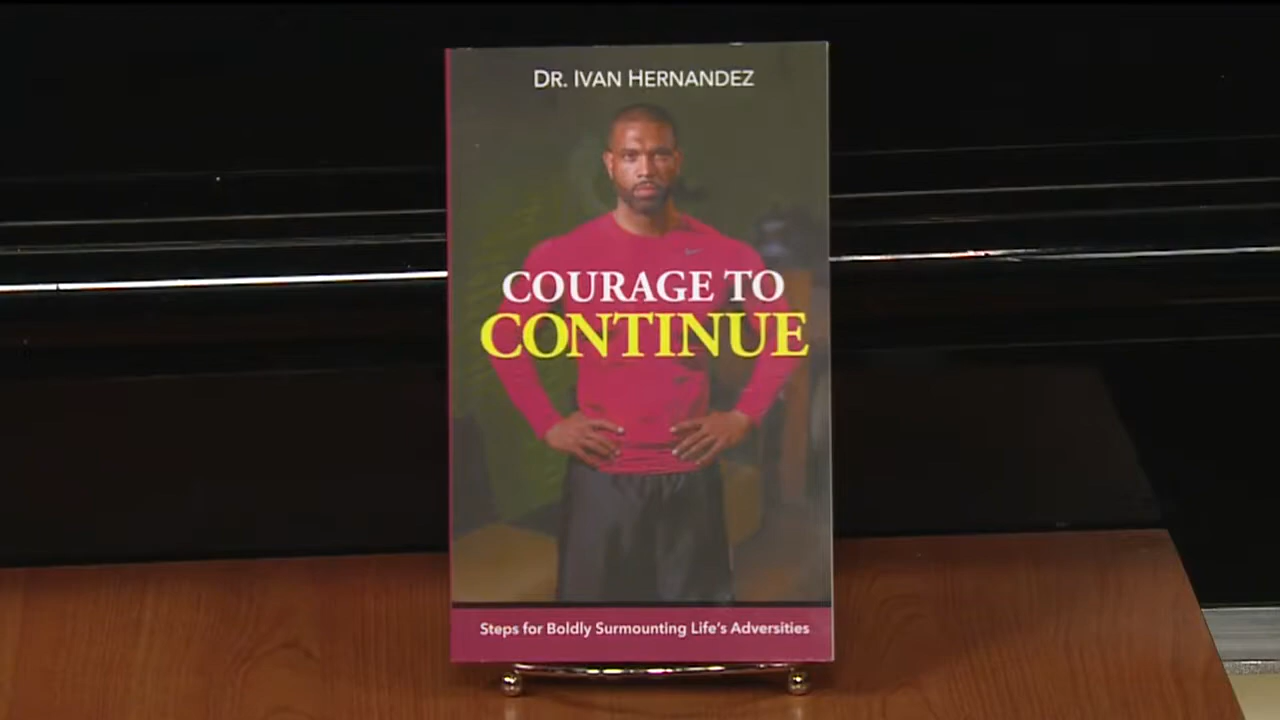 DR. IVAN HERNANDEZ
COURAGE TO
CONTINUE
Steps for Boldly Surmounting Life's Adversities